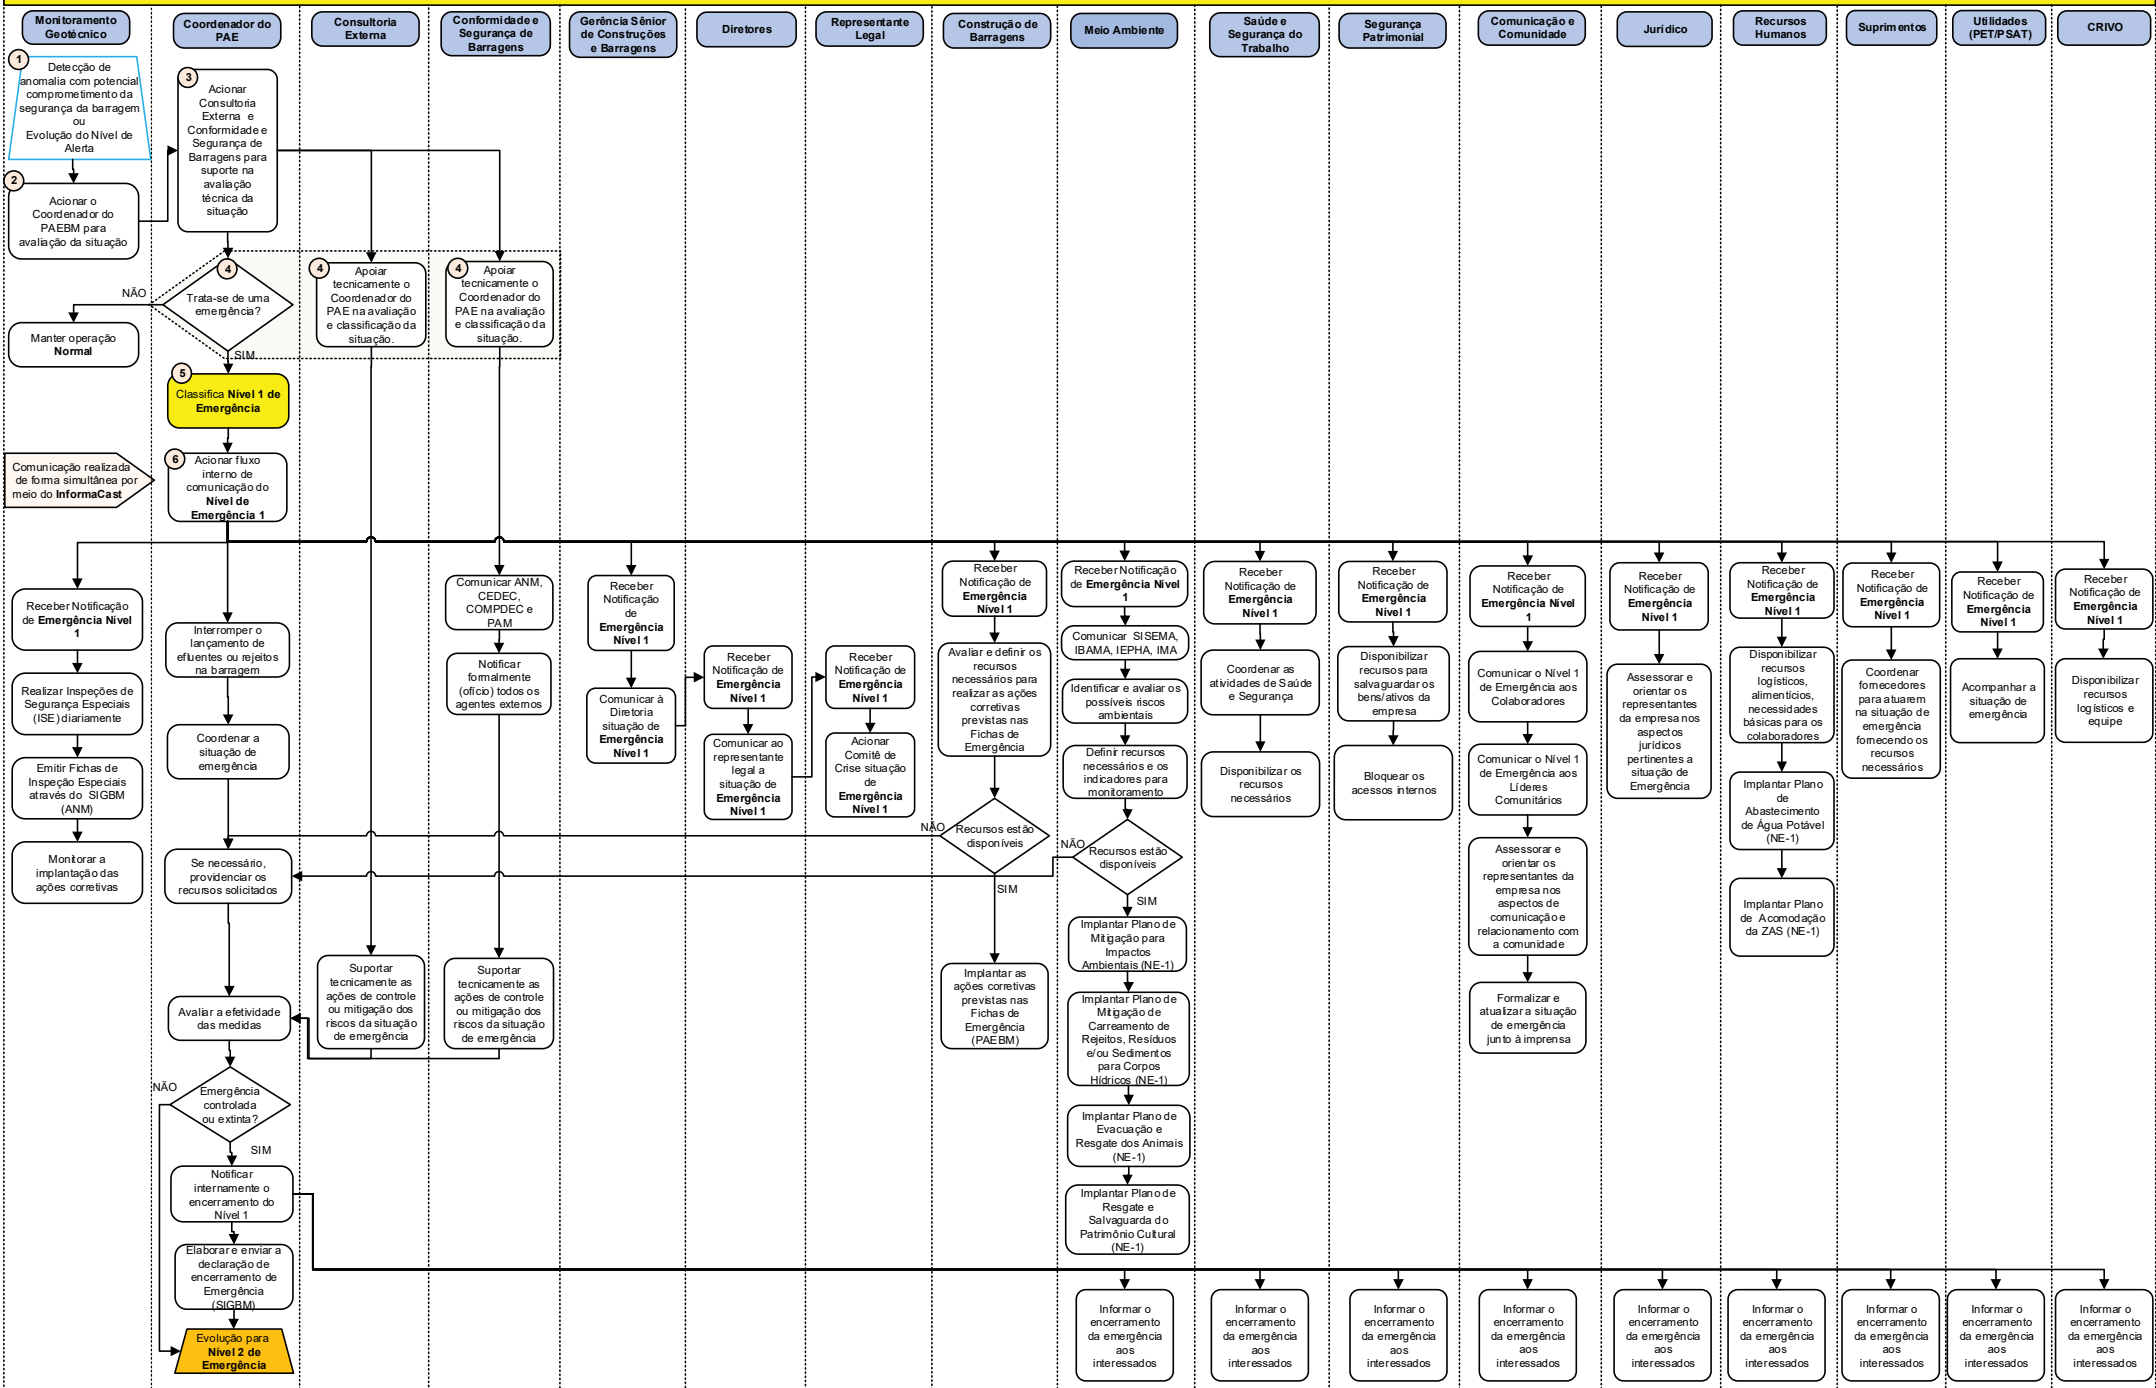 Monitoramento
Geotécnico
Coordenador do
PAE
Consultoria
Externa
Conformidade e
Segurança de
Barragens
Gerência Sênior
de Construções
e Barragens
Diretores
Representante
Legal
Construção de
Barragens
Meio Ambiente
Saúde e
Segurança do
Trabalho
Segurança
Patrimonial
Comunicação e
Comunidade
Jurídico
Recursos
Humanos
Suprimentos
Utilidades
(PET/PSAT)
CRIVO
1
Detecção de
anomalia com potencial
comprometimento da
segurança da barragem
ou
Evolução do Nível de
Alerta
2
Acionar o
Coordenador do
PAEBM para
avaliação da situação
3
Acionar
Consultoria
Externa e
Conformidade e
Segurança de
Barragens para
suporte na
avaliação
técnica da
situação
4
Trata-se de uma
emergência?
NÃO
SIM
Manter operação
Normal
4
Apoiar
tecnicamente o
Coordenador do
PAE na avaliação
e classificação da
situação.
4
Apoiar
tecnicamente o
Coordenador do
PAE na avaliação
e classificação da
situação.
5
Classifica Nível 1 de
Emergência
Comunicação realizada
de forma simultânea por
meio do InformaCast
6
Acionar fluxo
interno de
comunicação do
Nível de
Emergência 1
Receber Notificação
de Emergência Nível
1
Realizar Inspeções de
Segurança Especiais
(ISE) diariamente
Emitir Fichas de
Inspeção Especiais
através do SIGBM
(ANM)
Monitorar a
implantação das
ações corretivas
Interromper o
lançamento de
efluentes ou rejeitos
na barragem
Coordenar a
situação de
emergência
Se necessário,
providenciar os
recursos solicitados
Avaliar a efetividade
das medidas
Emergência
controlada
ou extinta?
NÃO
SIM
Notificar
internamente o
encerramento do
Nível 1
Elaborar e enviar a
declaração de
encerramento de
Emergência
(SIGBM)
Evolução para
Nível 2 de
Emergência
Suportar
tecnicamente as
ações de controle
ou mitigação dos
riscos da situação
de emergência
Comunicar ANM,
CEDEC,
COMPDEC e
PAM
Notificar
formalmente
(ofício) todos os
agentes externos
Suportar
tecnicamente as
ações de controle
ou mitigação dos
riscos da situação
de emergência
Receber
Notificação
de
Emergência
Nível 1
Comunicar à
Diretoria
situação de
Emergência
Nível 1
Receber
Notificação de
Emergência
Nível 1
Comunicar ao
representante
legal a
situação de
Emergência
Nível 1
Receber
Notificação de
Emergência
Nível 1
Acionar
Comitê de
Crise situação
de
Emergência
Nível 1
Receber
Notificação de
Emergência
Nível 1
Avaliar e definir os
recursos
necessários para
realizar as ações
corretivas
previstas nas
Fichas de
Emergência
NÃO
Recursos estão
disponíveis
SIM
Implantar as
ações corretivas
previstas nas
Fichas de
Emergência
(PAEBM)
Receber Notificação
de Emergência Nível
1
Comunicar SISEMA,
IBAMA, IEPHA, IMA
Identificar e avaliar os
possíveis riscos
ambientais
Definir recursos
necessários e os
indicadores para
monitoramento
NÃO
Recursos estão
disponíveis
SIM
Implantar Plano de
Mitigação para
Impactos
Ambientais (NE-1)
Implantar Plano de
Mitigação de
Carreamento de
Rejeitos, Resíduos
e/ou Sedimentos
para Corpos
Hídricos (NE-1)
Implantar Plano de
Evacuação e
Resgate dos Animais
(NE-1)
Implantar Plano de
Resgate e
Salvaguarda do
Patrimônio Cultural
(NE-1)
Informar o
encerramento
da emergência
aos
interessados
Receber
Notificação de
Emergência
Nível 1
Coordenar as
atividades de Saúde
e Segurança
Disponibilizar os
recursos
necessários
Informar o
encerramento
da emergência
aos
interessados
Receber
Notificação de
Emergência
Nível 1
Disponibilizar
recursos para
salvaguardar os
bens/ativos da
empresa
Bloquear os
acessos internos
Informar o
encerramento
da emergência
aos
interessados
Receber
Notificação de
Emergência Nível
1
Comunicar o Nível 1
de Emergência aos
Colaboradores
Comunicar o Nível 1
de Emergência aos
Líderes
Comunitários
Assessorar e
orientar os
representantes da
empresa nos
aspectos de
comunicação e
relacionamento com
a comunidade
Formalizar e
atualizar a situação
de emergência
junto à imprensa
Informar o
encerramento
da emergência
aos
interessados
Receber
Notificação de
Emergência
Nível 1
Assessorar e
orientar os
representantes
da empresa nos
aspectos
jurídicos
pertinentes a
situação de
Emergência
Informar o
encerramento
da emergência
aos
interessados
Receber
Notificação de
Emergência
Nível 1
Disponibilizar
recursos
logísticos,
alimentícios,
necessidades
básicas para os
colaboradores
Implantar Plano
de
Abastecimento
de Água Potável
(NE-1)
Implantar Plano
de Acomodação
da ZAS (NE-1)
Informar o
encerramento
da emergência
aos
interessados
Receber
Notificação de
Emergência
Nível 1
Coordenar
fornecedores
para atuarem
na situação de
emergência
fornecendo os
recursos
necessários
Informar o
encerramento
da emergência
aos
interessados
Receber
Notificação de
Emergência
Nível 1
Acompanhar a
situação de
emergência
Informar o
encerramento
da emergência
aos
interessados
Receber
Notificação de
Emergência
Nível 1
Disponibilizar
recursos
logísticos e
equipe
Informar o
encerramento
da emergência
aos
interessados